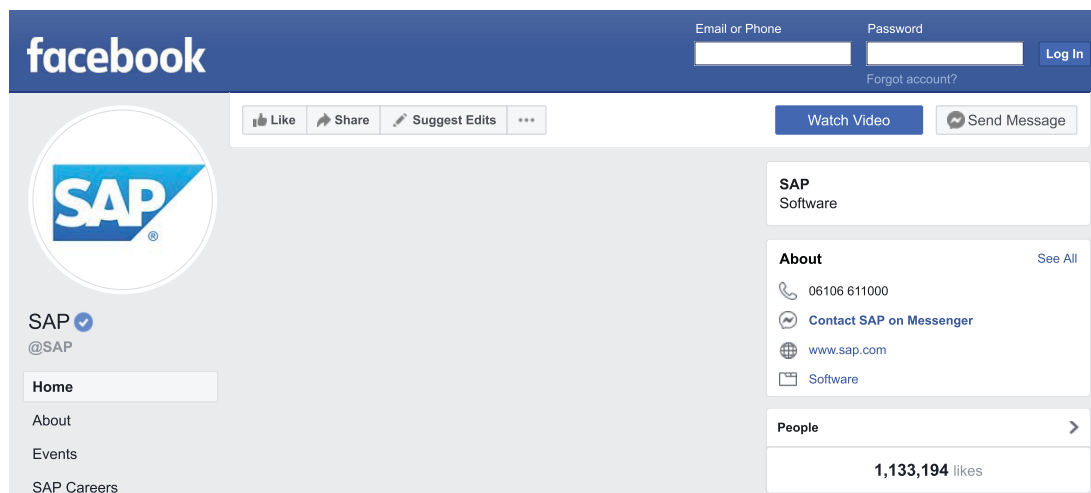 facebook
Email or Phone
Password
Log In
Forgot account?
Like
Share
Suggest Edits
Watch Video
Send Message
SAP
®
SAP
@SAP
Home
About
Events
SAP Careers
SAP
Software
About
See All
06106 611000
Contact SAP on Messenger
www.sap.com
Software
People
1,133,194 likes